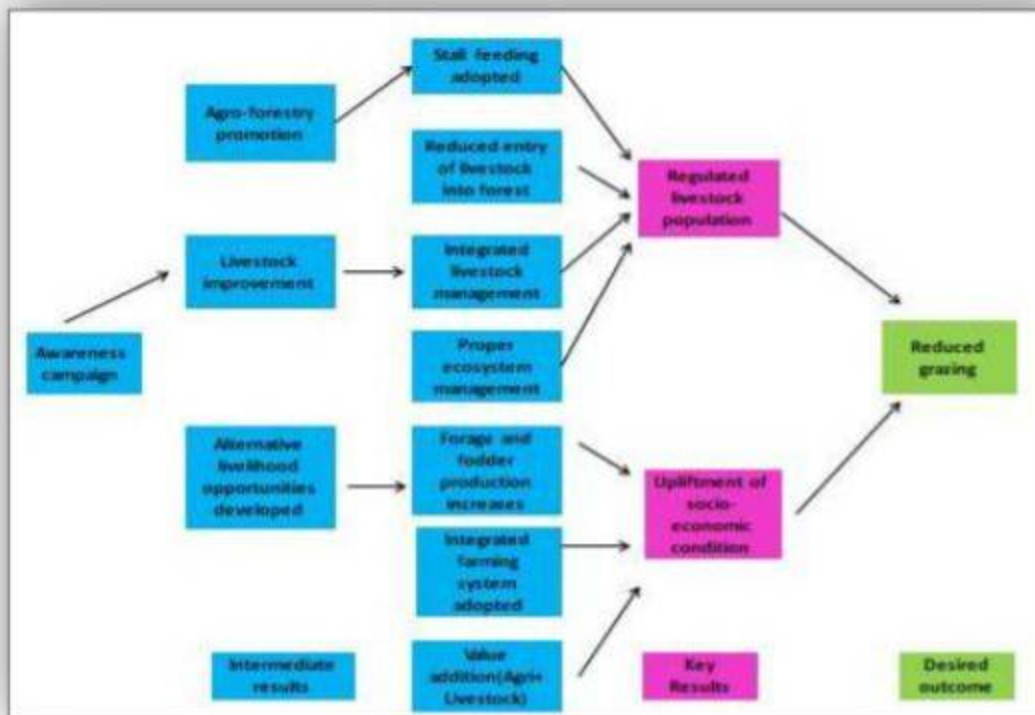 Stall feeding
adopted
Agro-forestry
promotion
Reduced entry
of livestock
into forest
Regulated
livestock
population
Livestock
improvement
Integrated
livestock
management
Awareness
campaign
Proper
ecosystem
management
Reduced
grazing
Alternative
livelihood
opportunities
developed
Forage and
fodder
production
increases
Upliftment of
socio-
economic
condition
Integrated
farming
system
adopted
Intermediate
results
Value
addition(Agri+
Livestock)
Key
Results
Desired
outcome